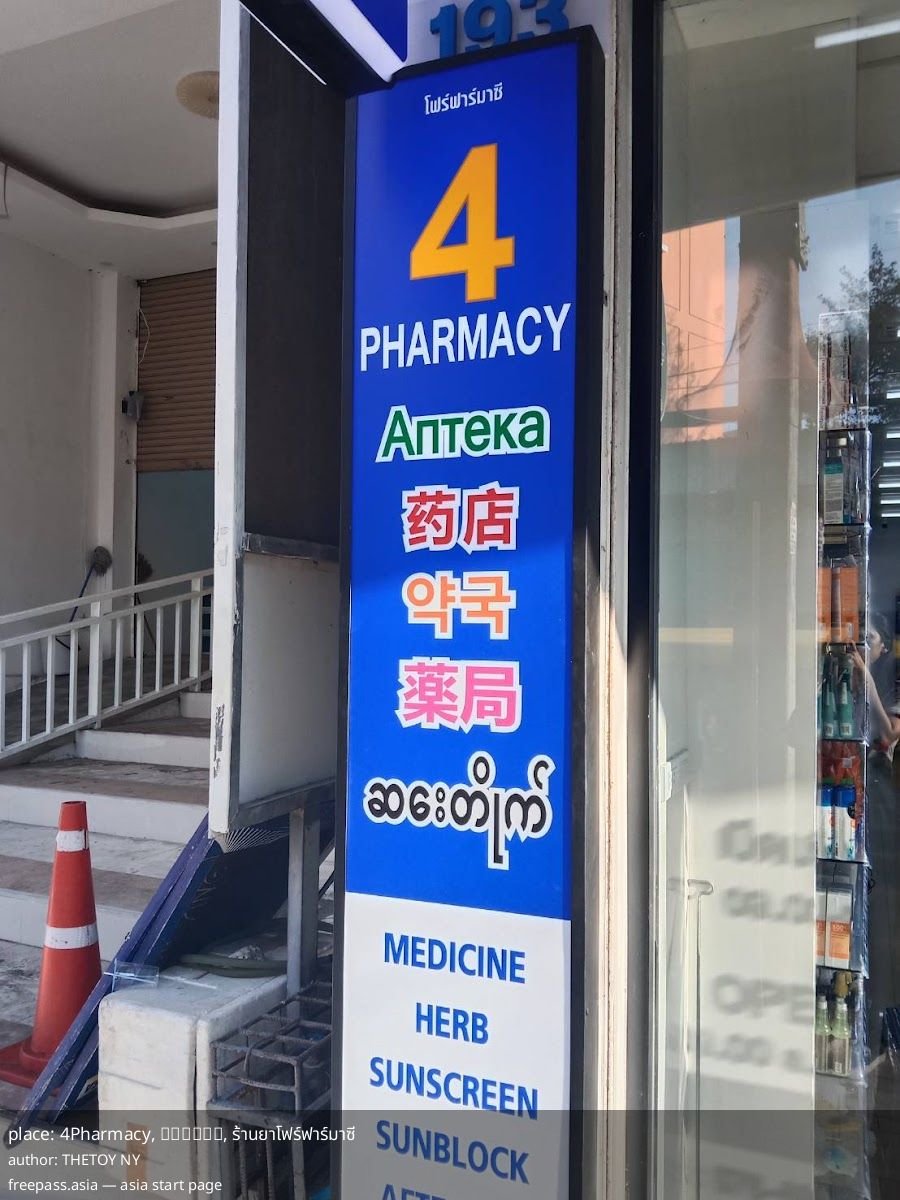 193
โฟร์ฟาร์มาซี
4
PHARMACY
Аптека
药店
약국
薬局
ဆေးတိုက်
MEDICINE
HERB
SUNSCREEN
SUNBLOCK
place: 4Pharmacy, ร้านยาโฟร์ฟาร์มาซี
author: THETOY NY
freepass.asia — asia start page